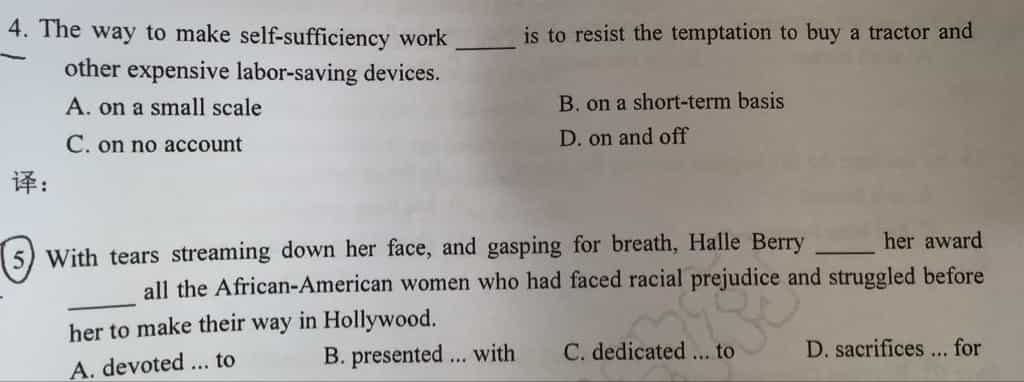 4. The way to make self-sufficiency work _____ is to resist the temptation to buy a tractor and
other expensive labor-saving devices.
A. on a small scale B. on a short-term basis
C. on no account D. on and off
译：
5 With tears streaming down her face, and gasping for breath, Halle Berry _____ her award
_____ all the African-American women who had faced racial prejudice and struggled before
her to make their way in Hollywood.
A. devoted ... to B. presented ... with C. dedicated ... to D. sacrifices ... for